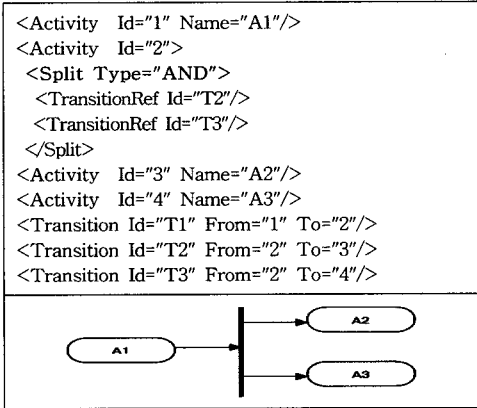 <Activity Id="1" Name="A1"/>
<Activity Id="2">
<Split Type="AND">
<TransitionRef Id="T2"/>
<TransitionRef Id="T3"/>
</Split>
<Activity Id="3" Name="A2"/>
<Activity Id="4" Name="A3"/>
<Transition Id="T1" From="1" To="2"/>
<Transition Id="T2" From="2" To="3"/>
<Transition Id="T3" From="2" To="4"/>
A2
A1
A3